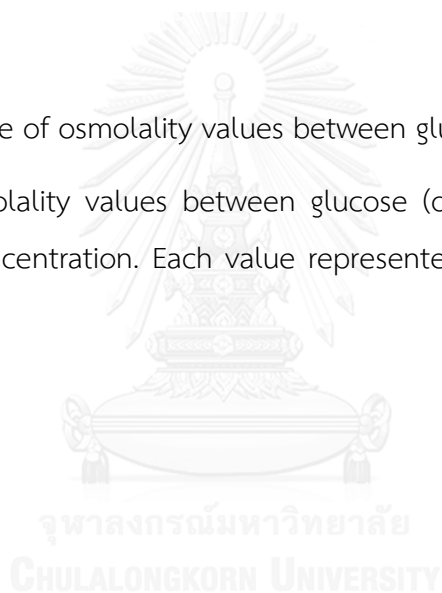 e of osmolality values between glu
olality values between glucose (c
centration. Each value represente
จุฬาลงกรณ์มหาวิทยาลัย
CHULALONGKORN UNIVERSITY